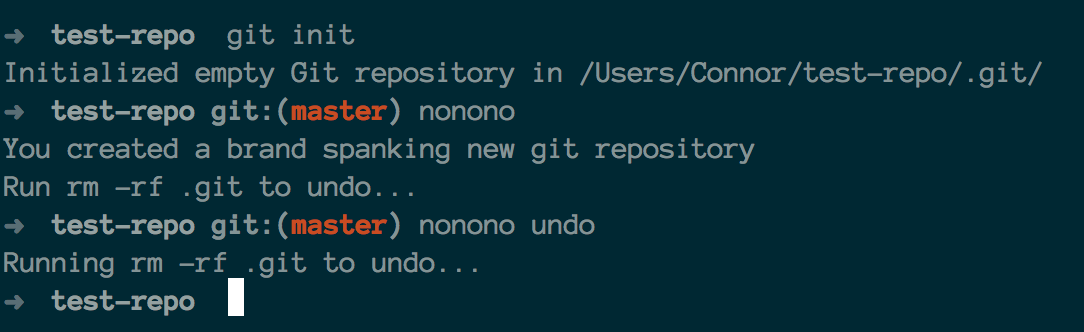 ➜  test-repo  git init
Initialized empty Git repository in /Users/Connor/test-repo/.git/
➜  test-repo git:(master) nonono
You created a brand spanking new git repository
Run rm -rf .git to undo...
➜  test-repo git:(master) nonono undo
Running rm -rf .git to undo...
➜  test-repo